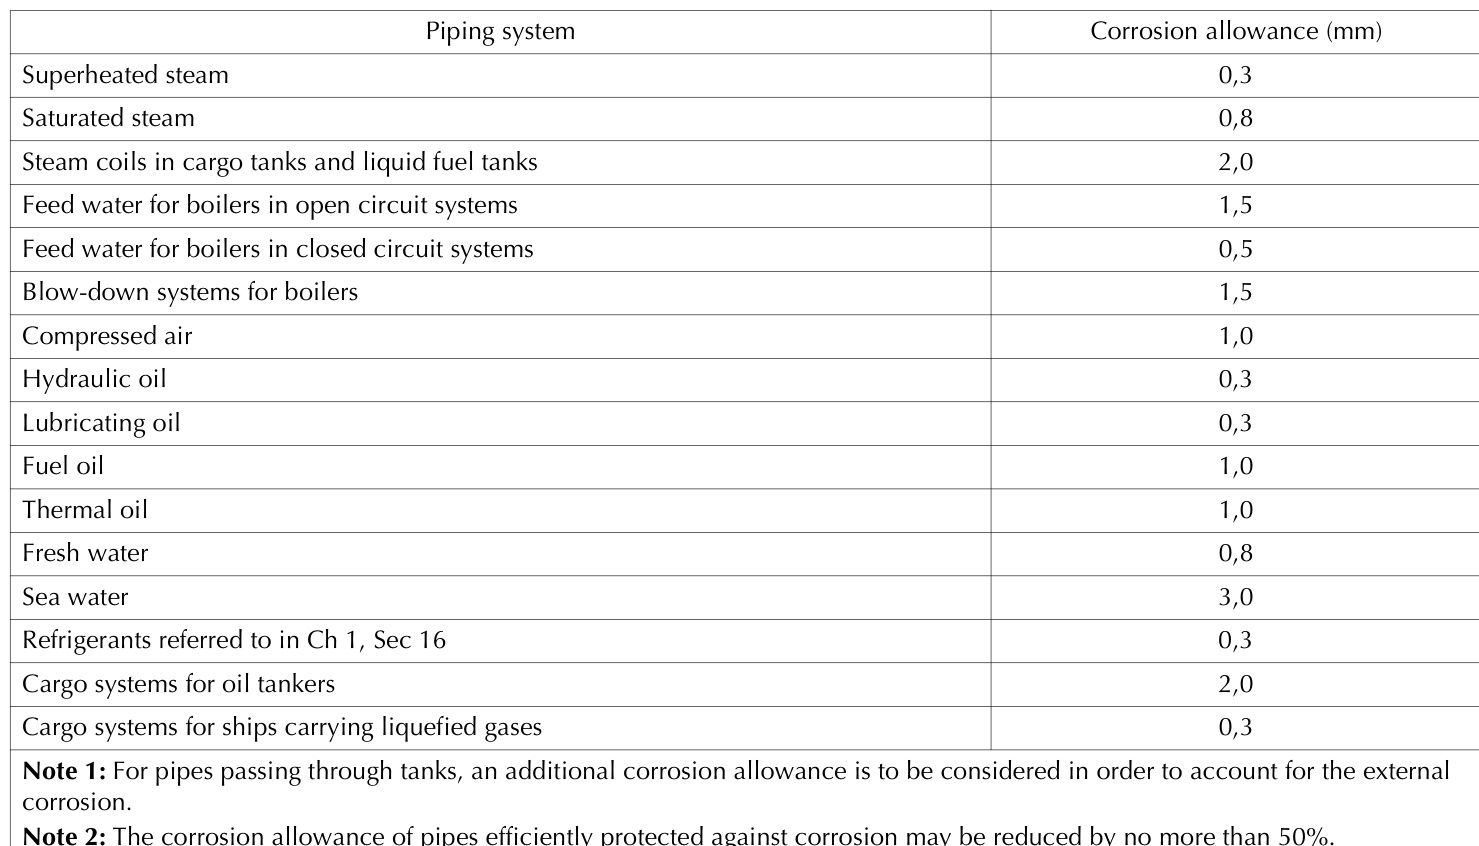 Piping system Corrosion allowance (mm)
Superheated steam 0,3
Saturated steam 0,8
Steam coils in cargo tanks and liquid fuel tanks 2,0
Feed water for boilers in open circuit systems 1,5
Feed water for boilers in closed circuit systems 0,5
Blow-down systems for boilers 1,5
Compressed air 1,0
Hydraulic oil 0,3
Lubricating oil 0,3
Fuel oil 1,0
Thermal oil 1,0
Fresh water 0,8
Sea water 3,0
Refrigerants referred to in Ch 1, Sec 16 0,3
Cargo systems for oil tankers 2,0
Cargo systems for ships carrying liquefied gases 0,3
Note 1: For pipes passing through tanks, an additional corrosion allowance is to be considered in order to account for the external
corrosion.
Note 2: The corrosion allowance of pipes efficiently protected against corrosion may be reduced by no more than 50%.